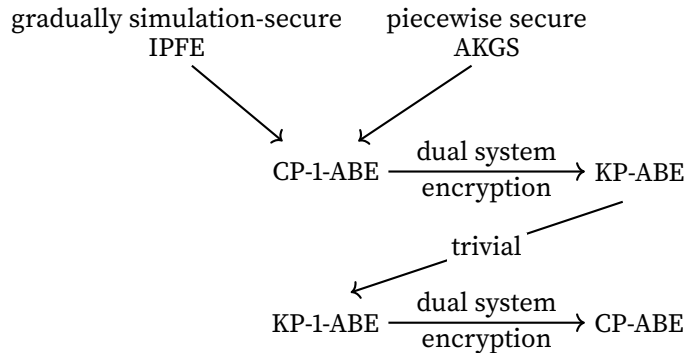 gradually simulation-secure
IPFE
piecewise secure
AKGS
CP-1-ABE
dual system
encryption
KP-ABE
trivial
KP-1-ABE
dual system
encryption
CP-ABE